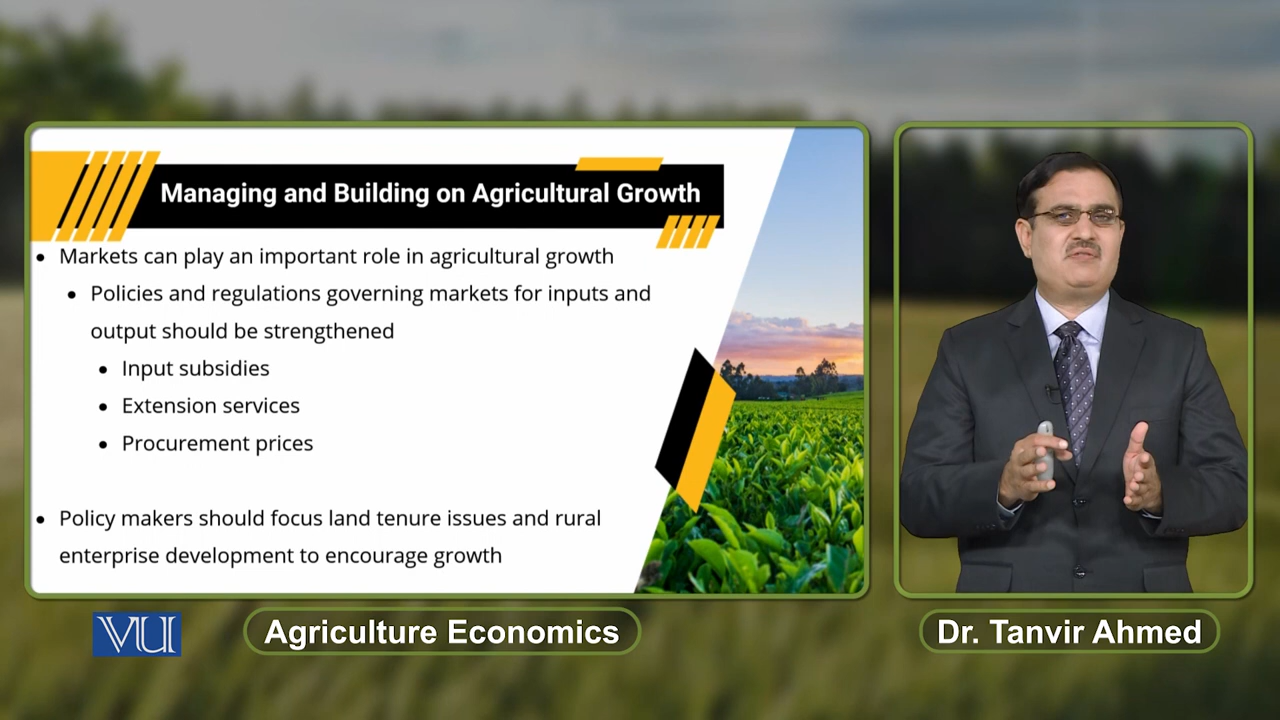 Managing and Building on Agricultural Growth
• Markets can play an important role in agricultural growth
• Policies and regulations governing markets for inputs and
output should be strengthened
• Input subsidies
• Extension services
• Procurement prices
• Policy makers should focus land tenure issues and rural
enterprise development to encourage growth
VU
Agriculture Economics
Dr. Tanvir Ahmed